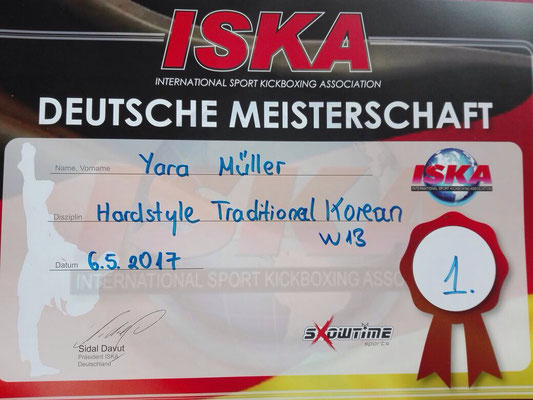 ISKA
INTERNATIONAL SPORT KICKBOXING ASSOCIATION
DEUTSCHE MEISTERSCHAFT
Name, Vorname Yara Müller
ISKA
INTERNATIONAL SPORT KICKBOXING ASSOCIATION
Disziplin Hardstyle Traditional Korean
W13
Datum 6.5.2017
INTERNATIONAL SPORT KICKBOXING ASSOC
1.
Sidal Davut
Präsident ISKA
Deutschland
SHOWTIME
sports